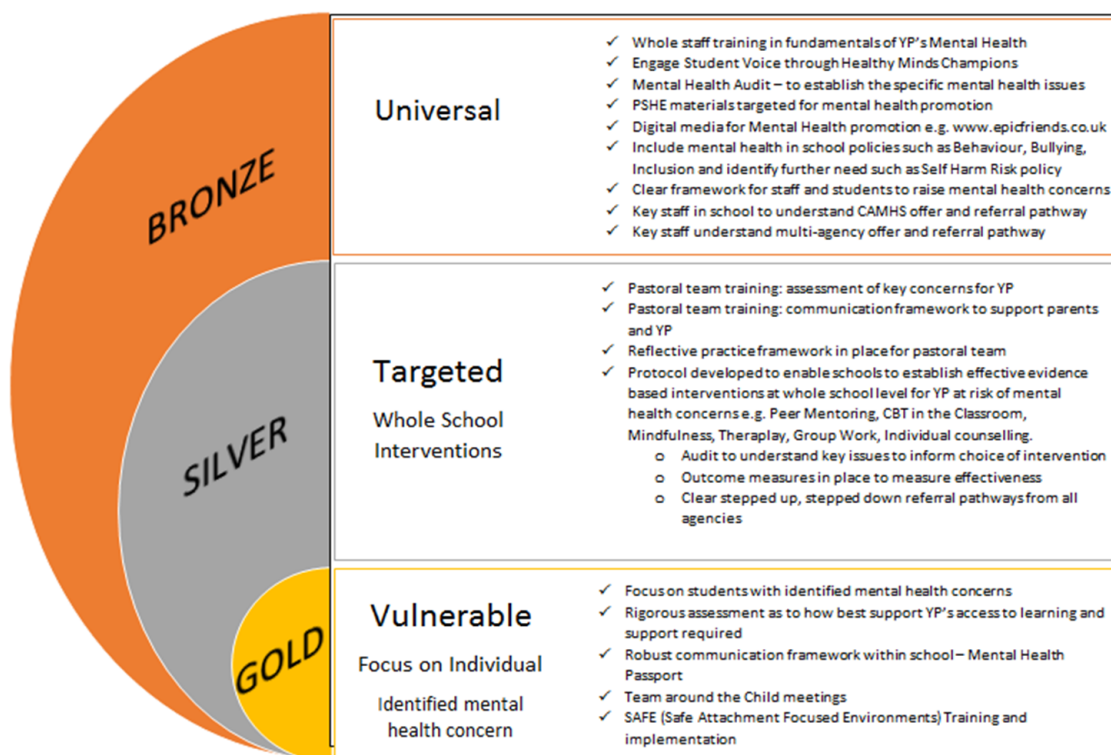 BRONZE
Universal
✓ Whole staff training in fundamentals of YP's Mental Health
✓ Engage Student Voice through Healthy Minds Champions
✓ Mental Health Audit – to establish the specific mental health issues
✓ PSHE materials targeted for mental health promotion
✓ Digital media for Mental Health promotion e.g. www.epicfriends.co.uk
✓ Include mental health in school policies such as Behaviour, Bullying,
Inclusion and identify further need such as Self Harm Risk policy
✓ Clear framework for staff and students to raise mental health concerns
✓ Key staff in school to understand CAMHS offer and referral pathway
✓ Key staff understand multi-agency offer and referral pathway
SILVER
Targeted
Whole School
Interventions
✓ Pastoral team training: assessment of key concerns for YP
✓ Pastoral team training: communication framework to support parents
and YP
✓ Reflective practice framework in place for pastoral team
✓ Protocol developed to enable schools to establish effective evidence
based interventions at whole school level for YP at risk of mental
health concerns e.g. Peer Mentoring, CBT in the Classroom,
Mindfulness, Theraplay, Group Work, Individual counselling.
o Audit to understand key issues to inform choice of intervention
o Outcome measures in place to measure effectiveness
o Clear stepped up, stepped down referral pathways from all
agencies
GOLD
Vulnerable
Focus on Individual
Identified mental
health concern
✓ Focus on students with identified mental health concerns
✓ Rigorous assessment as to how best support YP's access to learning and
support required
✓ Robust communication framework within school – Mental Health
Passport
✓ Team around the Child meetings
✓ SAFE (Safe Attachment Focused Environments) Training and
implementation